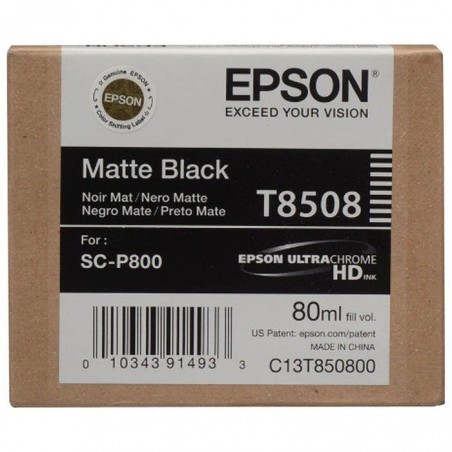 Genuine EPSON
EPSON
Color Shifting Label
EPSON®
EXCEED YOUR VISION
Matte Black
Noir Mat/Nero Matte
Negro Mate/Preto Mate
T8508
For :
SC-P800
EPSON ULTRACHROME
HD INK
80ml fill vol.
US Patent: epson.com/patent
MADE IN CHINA
0 10343 91493 3
C13T850800